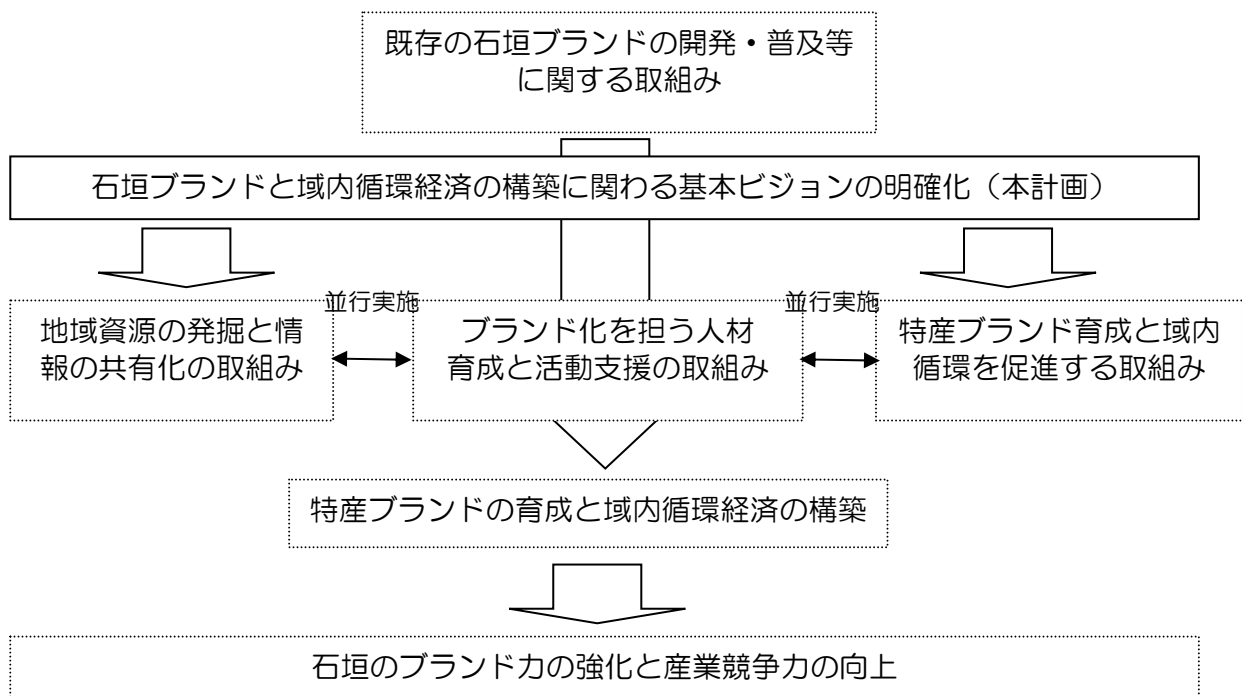 既存の石垣ブランドの開発・普及等
に関する取組み
石垣ブランドと域内循環経済の構築に関わる基本ビジョンの明確化（本計画）
並行実施
並行実施
地域資源の発掘と情
報の共有化の取組み
ブランド化を担う人材
育成と活動支援の取組み
特産ブランド育成と域内
循環を促進する取組み
特産ブランドの育成と域内循環経済の構築
石垣のブランド力の強化と産業競争力の向上